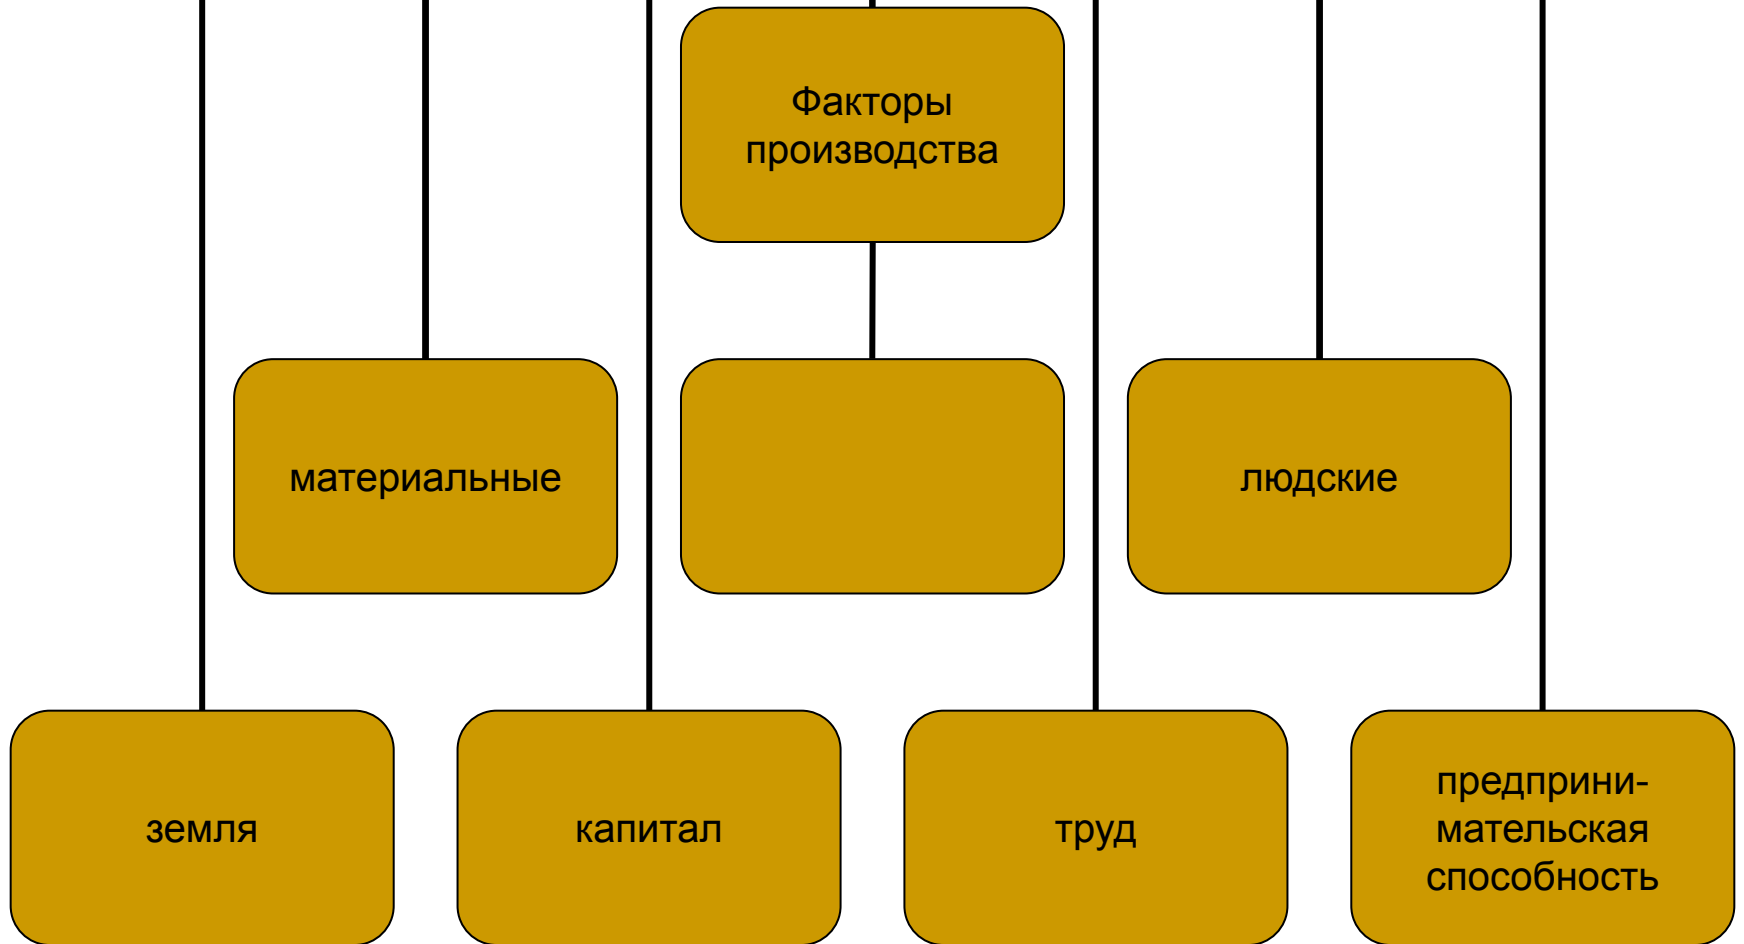 Факторы
производства
материальные
людские
земля
капитал
труд
предприни-
мательская
способность